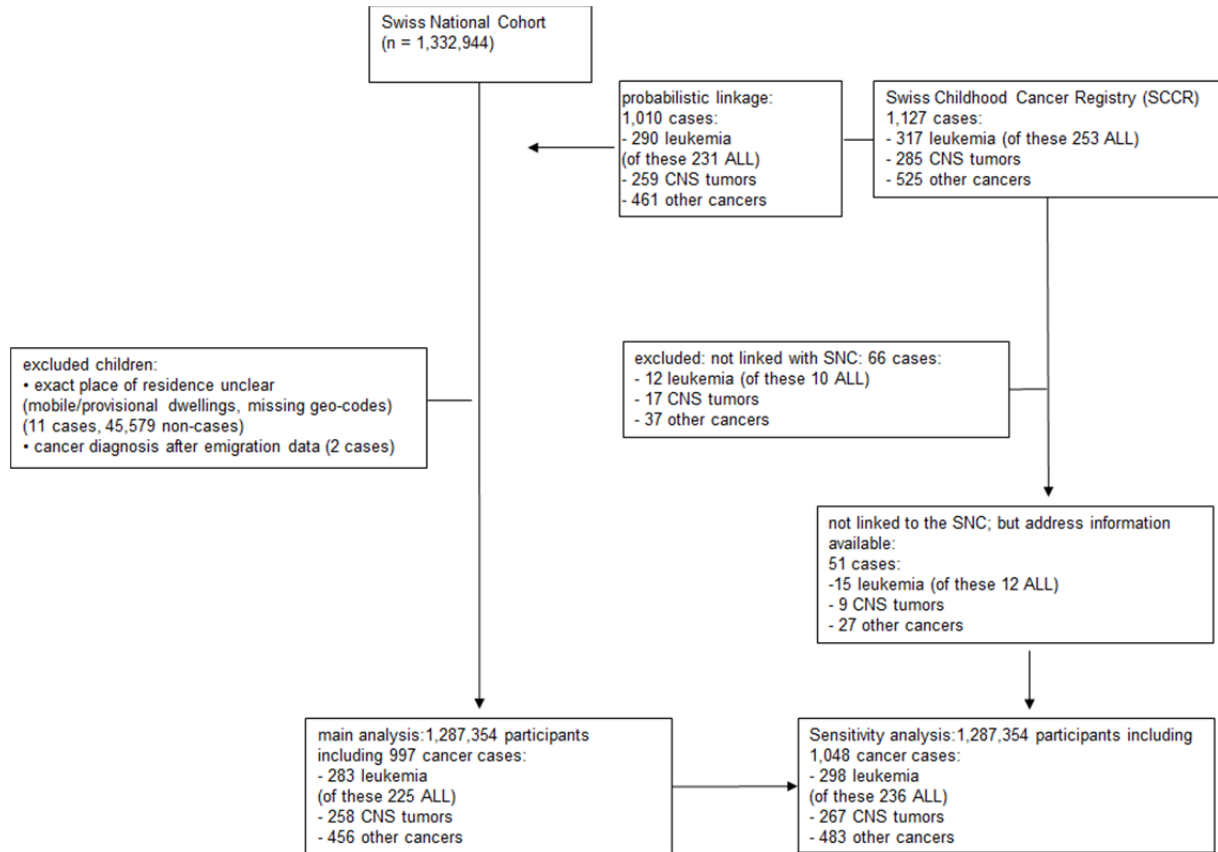 Swiss National Cohort
(n = 1,332,944)
probabilistic linkage:
1,010 cases:
- 290 leukemia
(of these 231 ALL)
- 259 CNS tumors
- 461 other cancers
Swiss Childhood Cancer Registry (SCCR)
1,127 cases:
- 317 leukemia (of these 253 ALL)
- 285 CNS tumors
- 525 other cancers
excluded children:
• exact place of residence unclear
(mobile/provisional dwellings, missing geo-codes)
(11 cases, 45,579 non-cases)
• cancer diagnosis after emigration data (2 cases)
excluded: not linked with SNC: 66 cases:
- 12 leukemia (of these 10 ALL)
- 17 CNS tumors
- 37 other cancers
not linked to the SNC; but address information
available:
51 cases:
-15 leukemia (of these 12 ALL)
- 9 CNS tumors
- 27 other cancers
main analysis:1,287,354 participants
including 997 cancer cases:
- 283 leukemia
(of these 225 ALL)
- 258 CNS tumors
- 456 other cancers
Sensitivity analysis:1,287,354 participants including
1,048 cancer cases:
- 298 leukemia
(of these 236 ALL)
- 267 CNS tumors
- 483 other cancers